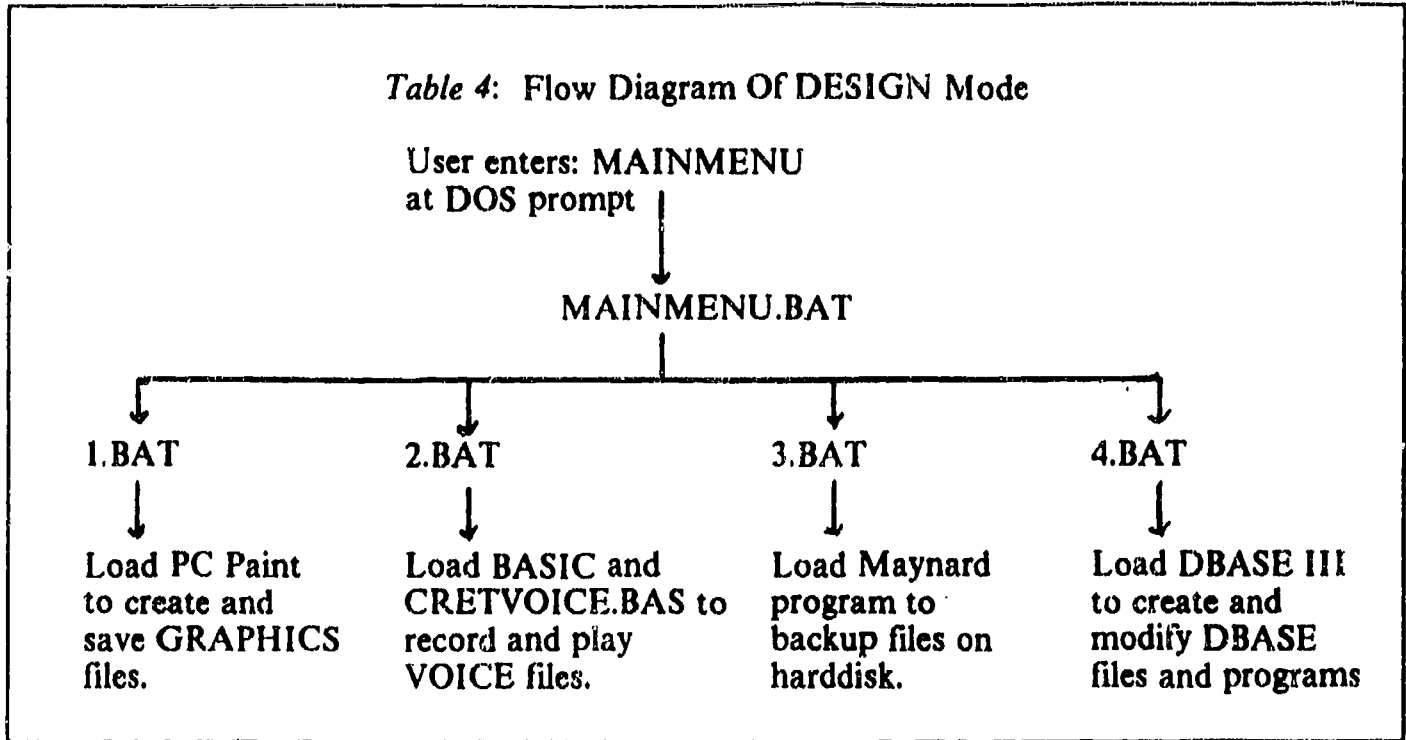 Table 4: Flow Diagram Of DESIGN Mode
User enters: MAINMENU
at DOS prompt
MAINMENU.BAT
1.BAT
2.BAT
3.BAT
4.BAT
Load PC Paint
to create and
save GRAPHICS
files.
Load BASIC and
CRETVOICE.BAS to
record and play
VOICE files.
Load Maynard
program to
backup files on
harddisk.
Load DBASE III
to create and
modify DBASE
files and programs